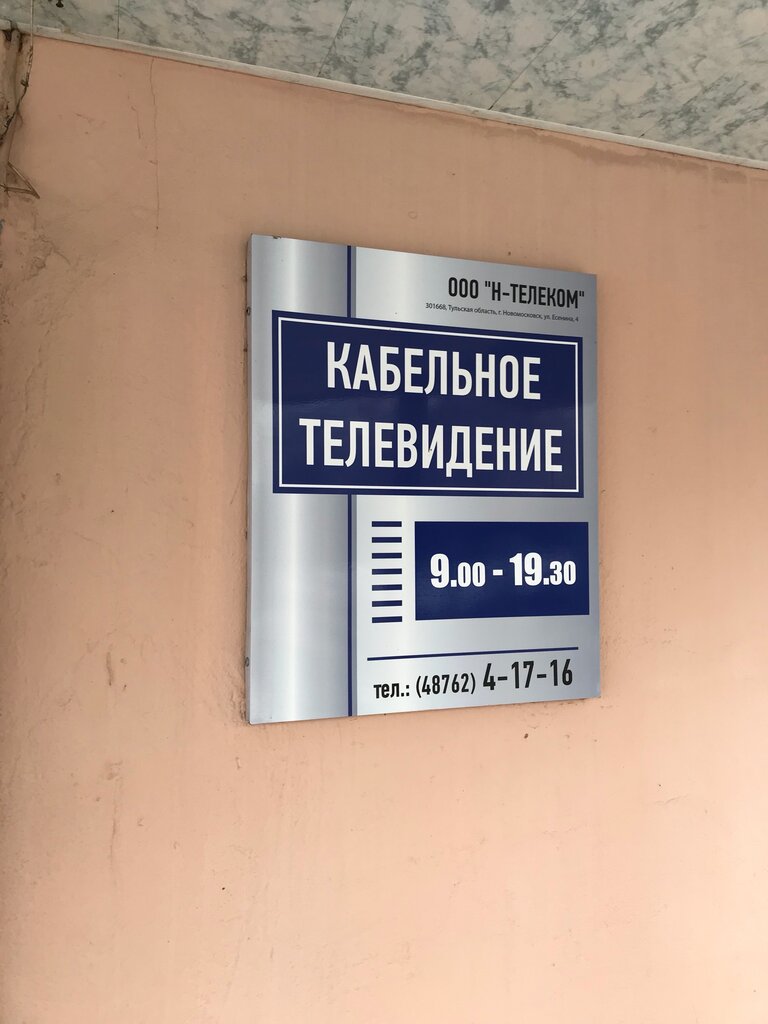 ООО "Н-ТЕЛЕКОМ"
301668, Тульская область, г. Новомосковск, ул. Есенина, 4
КАБЕЛЬНОЕ
ТЕЛЕВИДЕНИЕ
9.00 - 19.30
тел.: (48762) 4-17-16